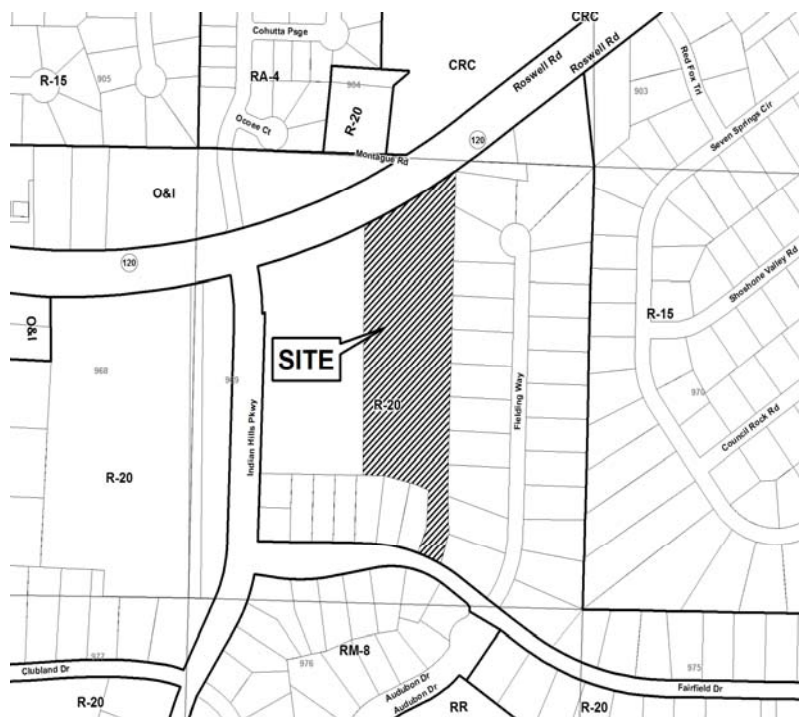 Cohutta Psge
CRC
R-15
905
RA-4
904
CRC
Roswell Rd
Roswell Rd
903
Red Fox Trl
R-20
Ocoee Ct
Seven Springs Cir
120
Montague Rd
O&I
120
Shoshone Valley Rd
R-15
O&I
SITE
968
969
R-20
970
Indian Hills Pkwy
Fielding Way
Council Rock Rd
R-20
977
Clubland Dr
976
RM-8
975
Audubon Dr
Audubon Dr
Fairfield Dr
R-20
RR
R-20